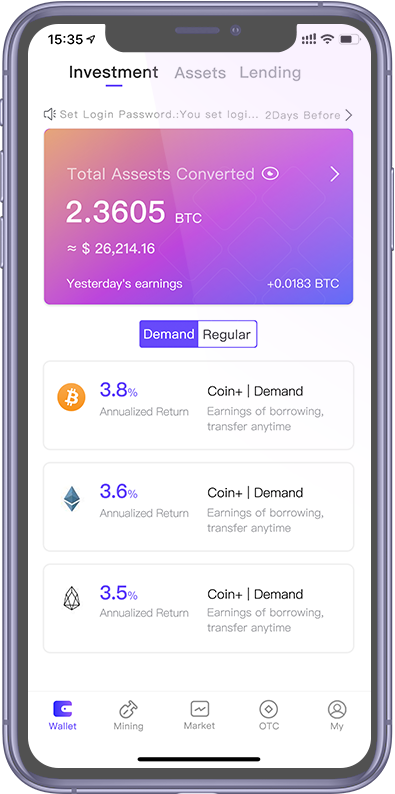 15:35
Investment Assets Lending
Set Login Password.:You set logi... 2Days Before
Total Assests Converted
2.3605 BTC
≈ $ 26,214.16
Yesterday's earnings +0.0183 BTC
Demand Regular
3.8% Coin+ | Demand
Annualized Return Earnings of borrowing,
transfer anytime
3.6% Coin+ | Demand
Annualized Return Earnings of borrowing,
transfer anytime
3.5% Coin+ | Demand
Annualized Return Earnings of borrowing,
transfer anytime
Wallet Mining Market OTC My